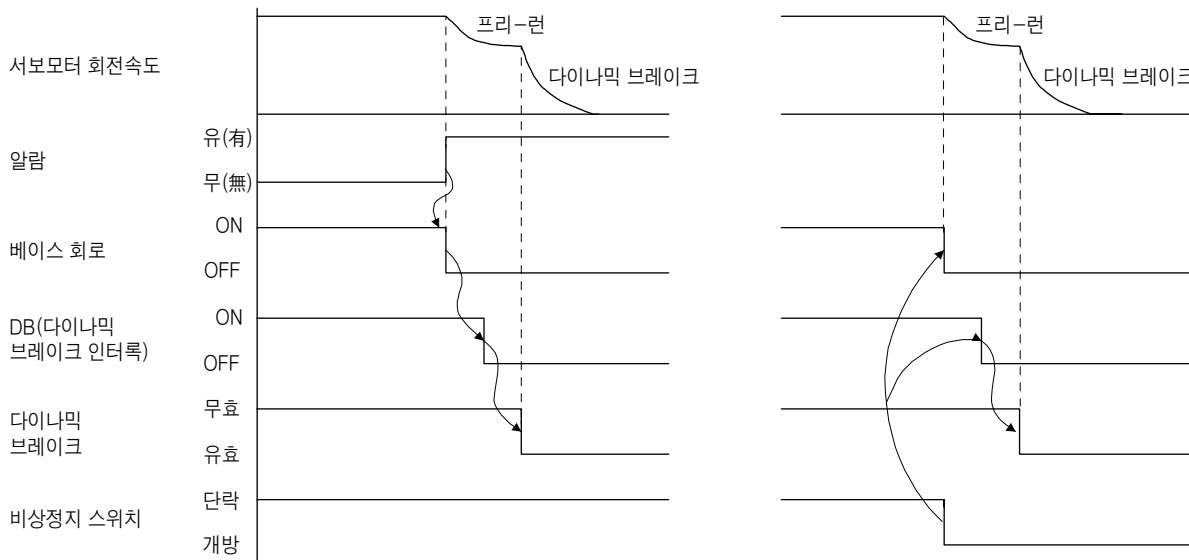 프리-런
프리-런
서보모터 회전속도
다이나믹 브레이크
다이나믹 브레이크
유(有)
알람
무(無)
ON
베이스 회로
OFF
ON
DB(다이나믹
브레이크 인터록)
OFF
무효
다이나믹
브레이크
유효
단락
비상정지 스위치
개방